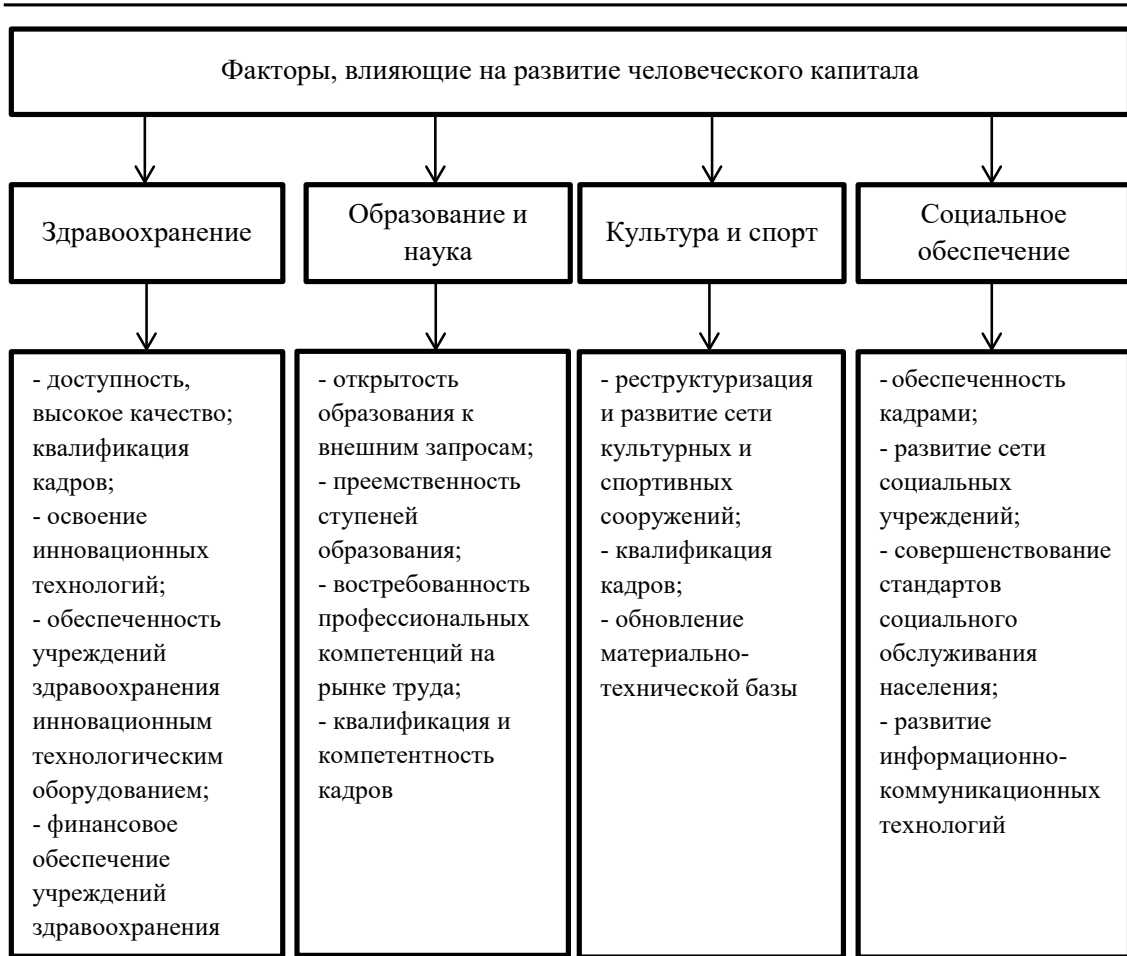 Факторы, влияющие на развитие человеческого капитала
Здравоохранение
Образование и
наука
Культура и спорт
Социальное
обеспечение
- доступность,
высокое качество;
квалификация
кадров;
- освоение
инновационных
технологий;
- обеспеченность
учреждений
здравоохранения
инновационным
технологическим
оборудованием;
- финансовое
обеспечение
учреждений
здравоохранения
- открытость
образования к
внешним запросам;
- преемственность
ступеней
образования;
- востребованность
профессиональных
компетенций на
рынке труда;
- квалификация и
компетентность
кадров
- реструктуризация
и развитие сети
культурных и
спортивных
сооружений;
- квалификация
кадров;
- обновление
материально-
технической базы
- обеспеченность
кадрами;
- развитие сети
социальных
учреждений;
- совершенствование
стандартов
социального
обслуживания
населения;
- развитие
информационно-
коммуникационных
технологий